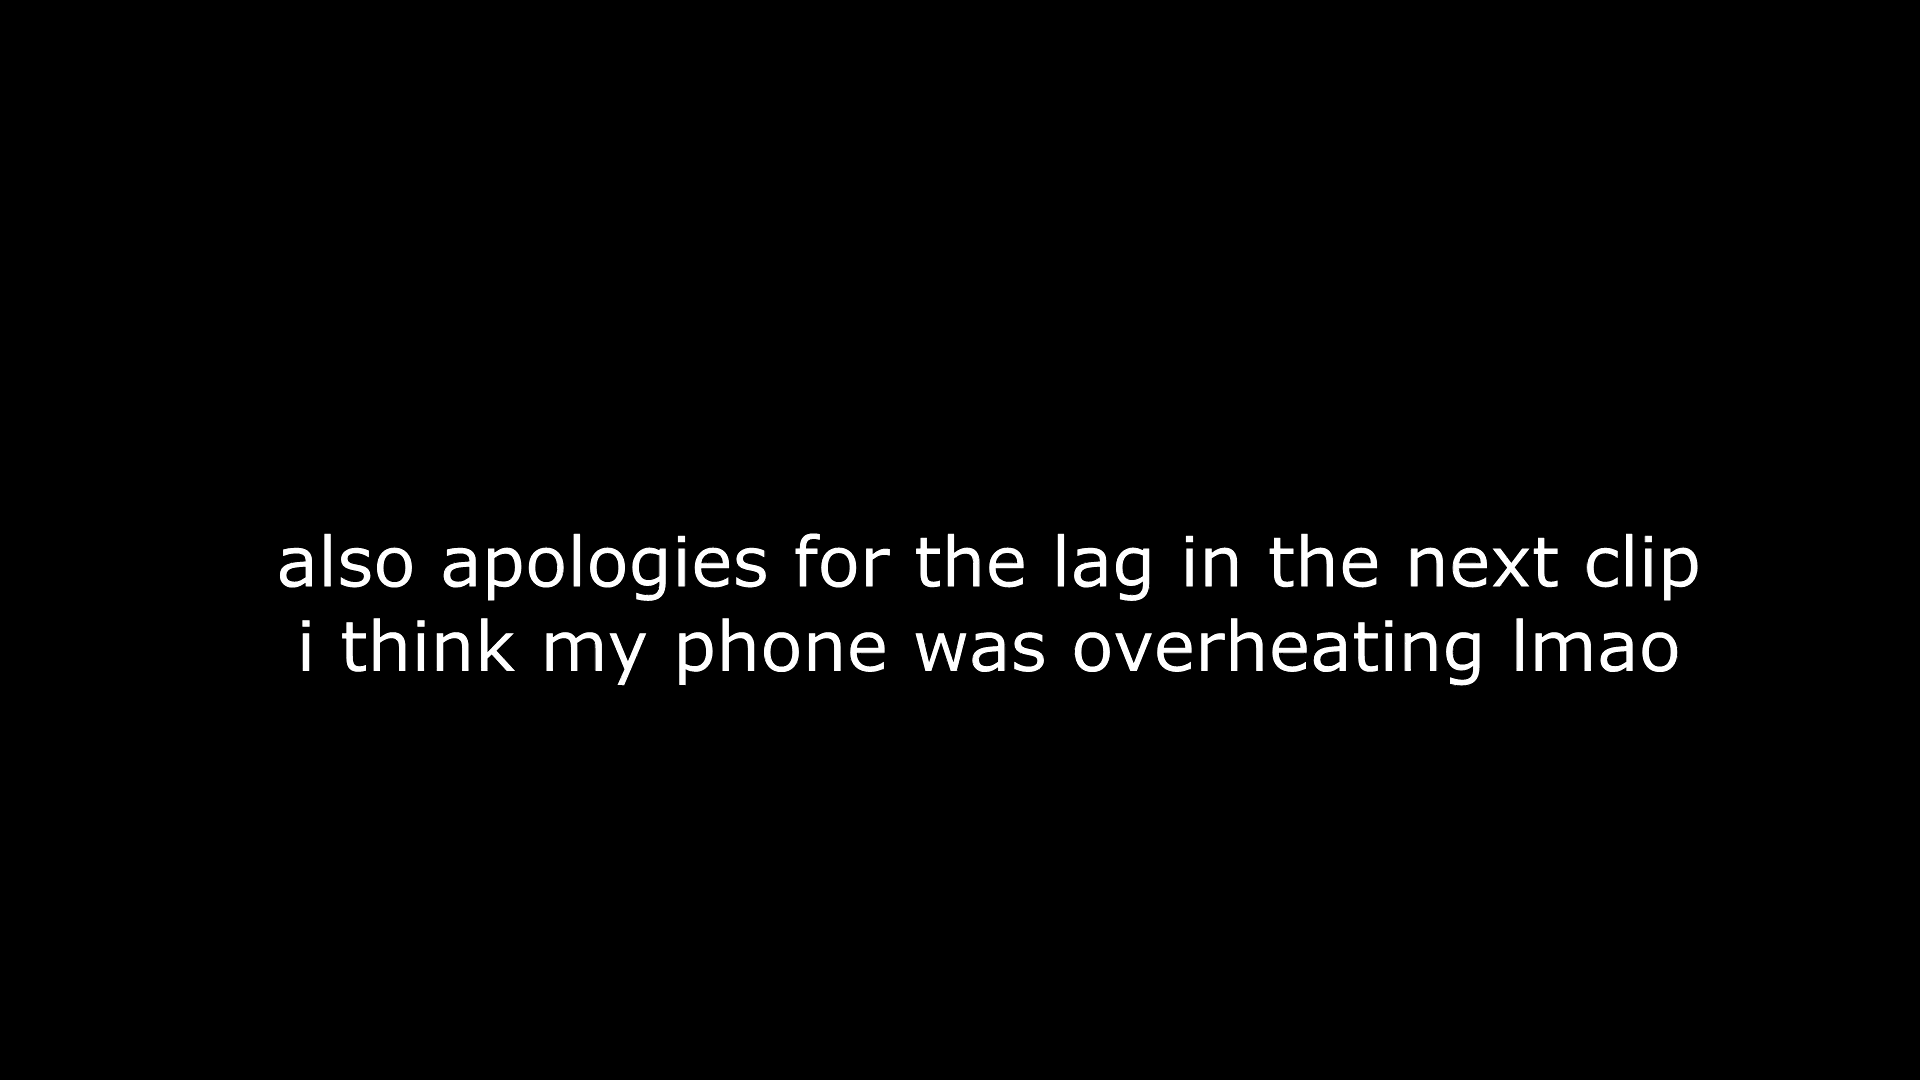 also apologies for the lag in the next clip
i think my phone was overheating lmao